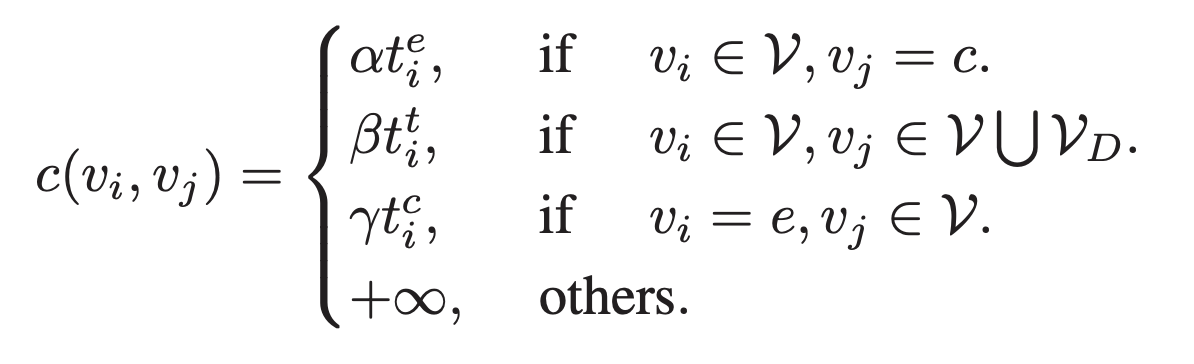 c(v_i, v_j) = { αt_i^e, if v_i ∈ 𝒱, v_j = c.
βt_i^t, if v_i ∈ 𝒱, v_j ∈ 𝒱 ⋃ 𝒱_D.
γt_i^c, if v_i = e, v_j ∈ 𝒱.
+∞, others.